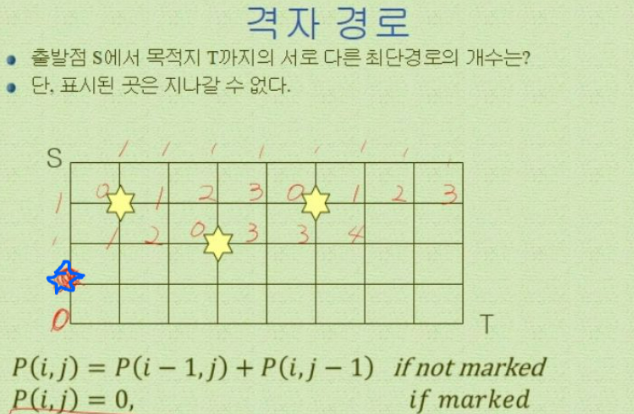 격자 경로
출발점 S에서 목적지 T까지의 서로 다른 최단경로의 개수는?
단, 표시된 곳은 지나갈 수 없다.
1 1 1 1 1 1 1 1
S
1 0 1 2 3 0 1 2 3
1 1 2 0 3 3 4
0
T
P(i,j) = P(i − 1,j) + P(i,j − 1) if not marked
P(i,j) = 0, if marked